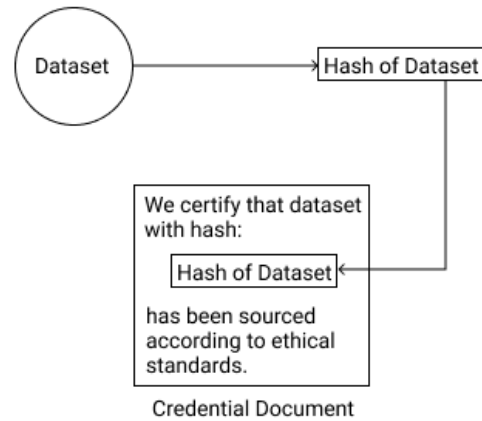 Dataset
Hash of Dataset
We certify that dataset
with hash:
Hash of Dataset
has been sourced
according to ethical
standards.
Credential Document